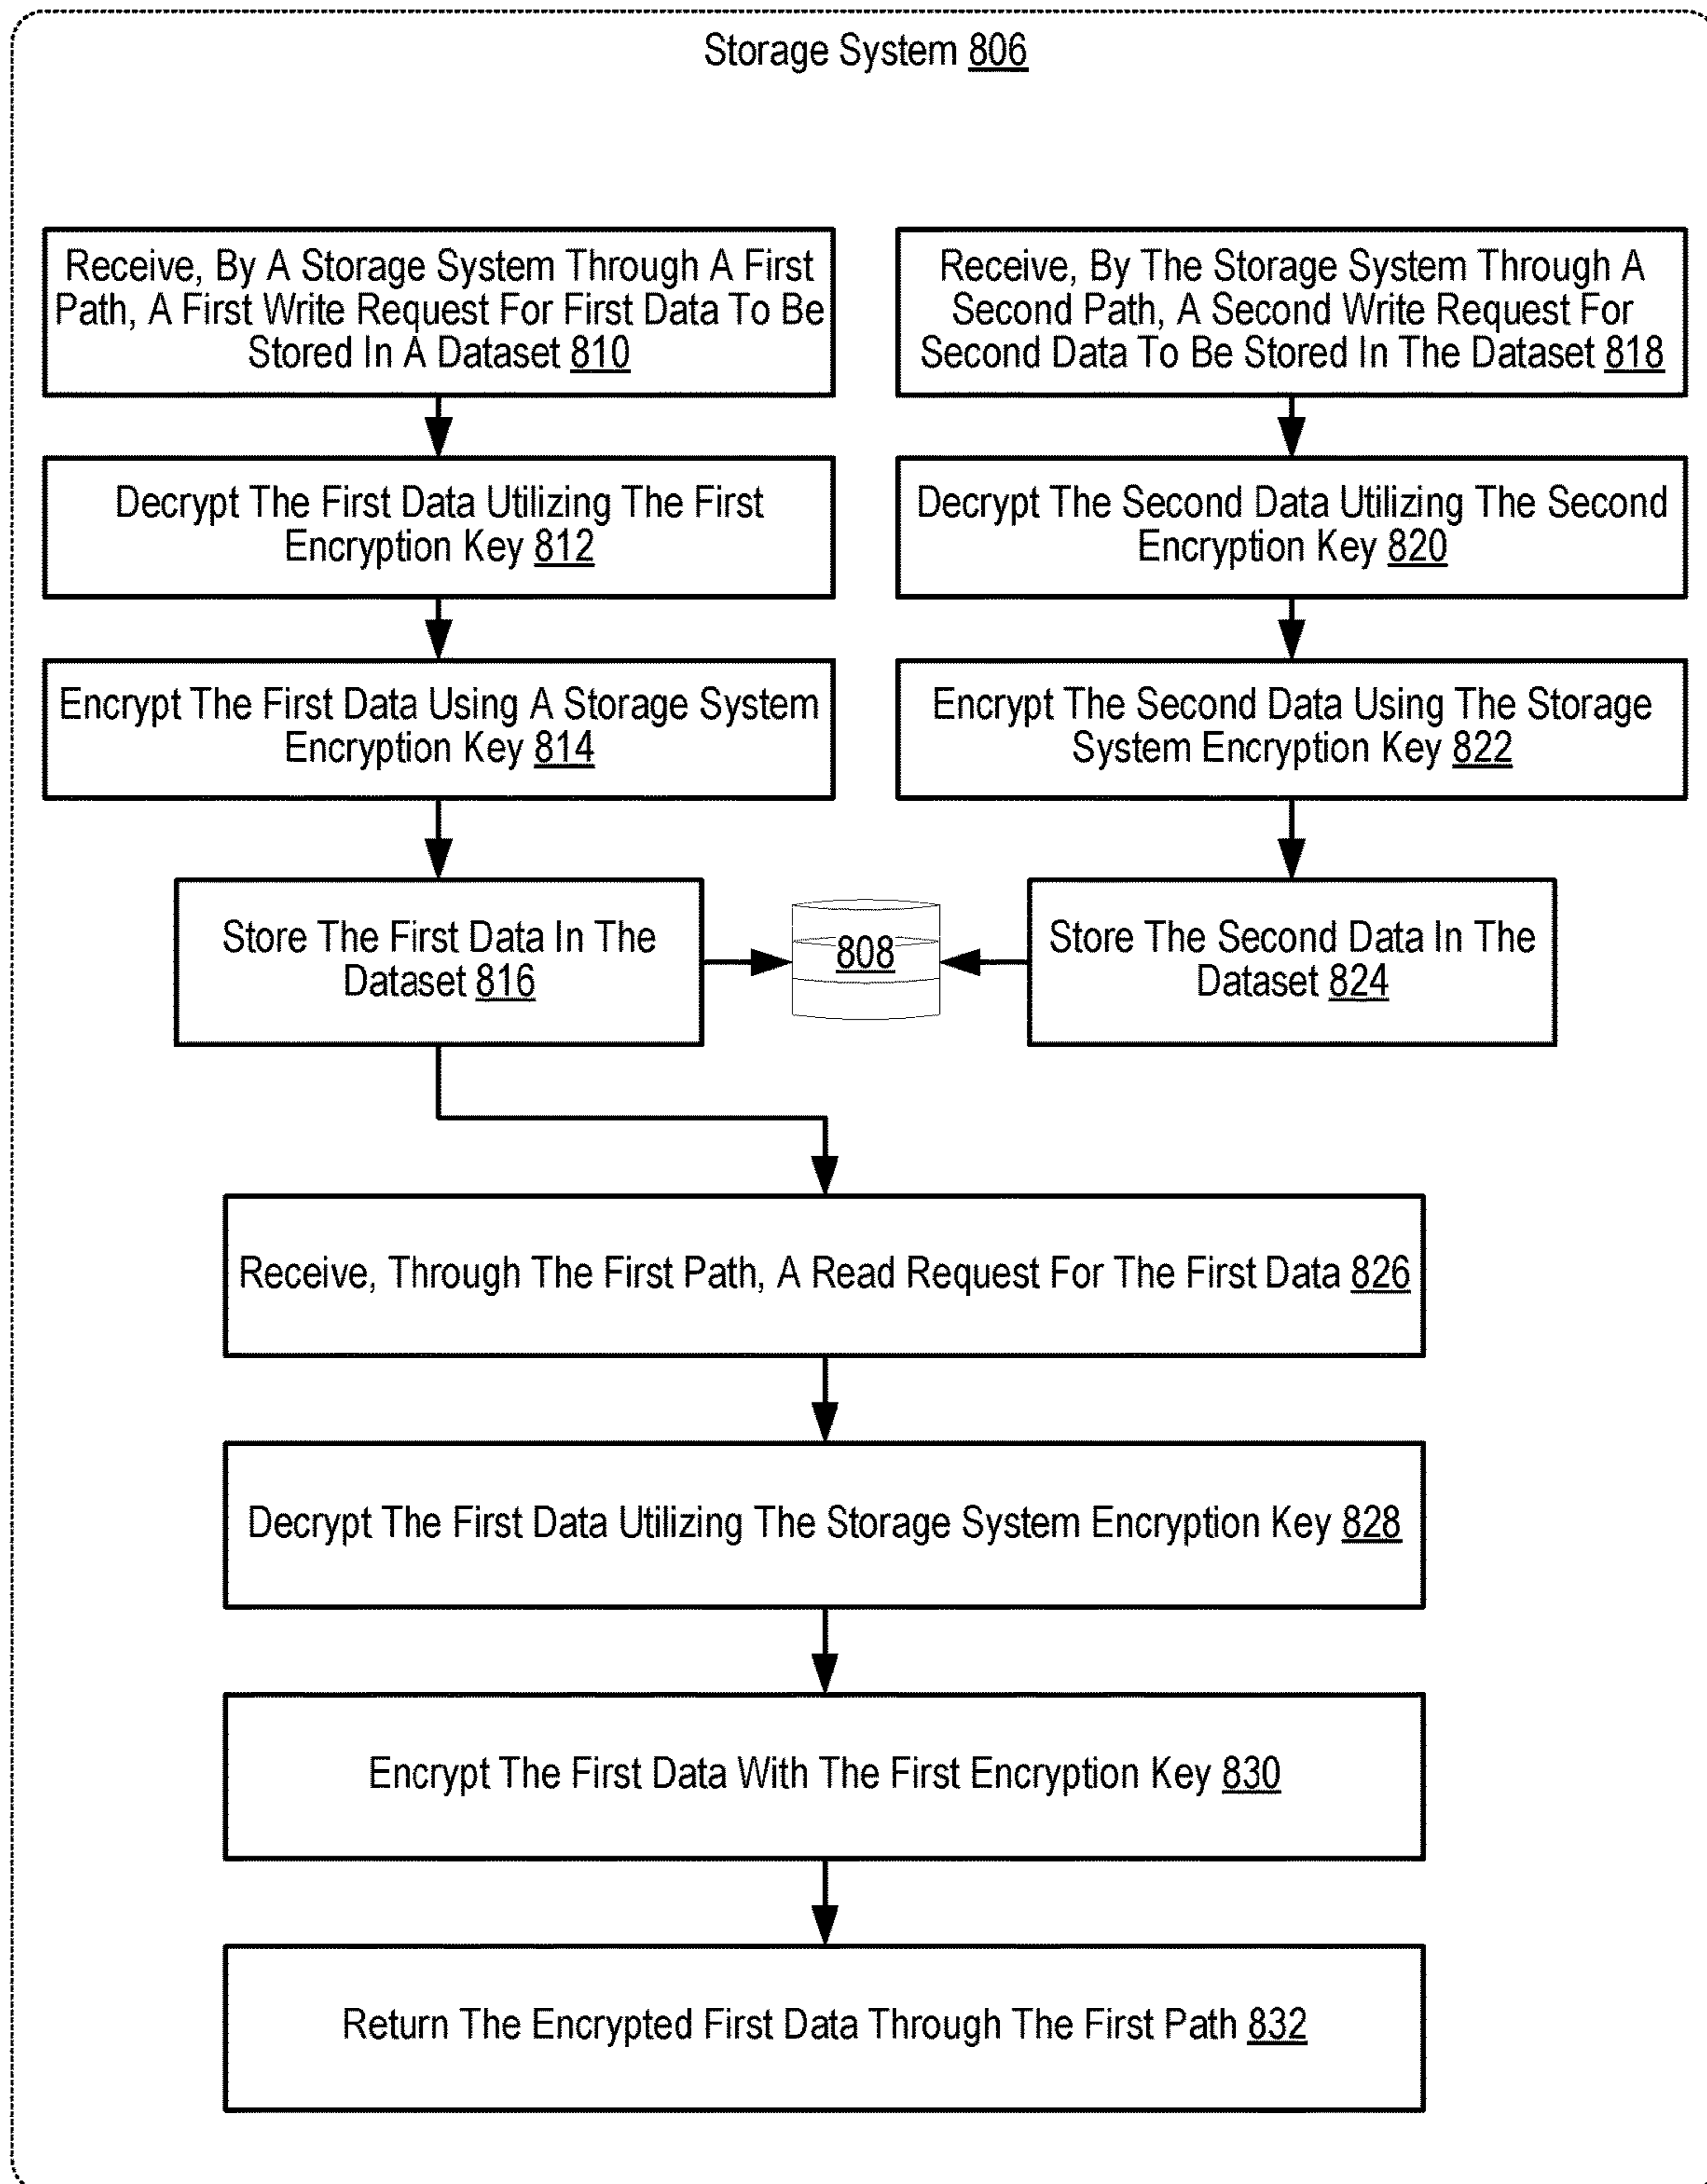 Storage System 806
Receive, By A Storage System Through A First
Path, A First Write Request For First Data To Be
Stored In A Dataset 810
Decrypt The First Data Utilizing The First
Encryption Key 812
Encrypt The First Data Using A Storage System
Encryption Key 814
Store The First Data In The
Dataset 816
Receive, By The Storage System Through A
Second Path, A Second Write Request For
Second Data To Be Stored In The Dataset 818
Decrypt The Second Data Utilizing The Second
Encryption Key 820
Encrypt The Second Data Using The Storage
System Encryption Key 822
Store The Second Data In The
Dataset 824
808
Receive, Through The First Path, A Read Request For The First Data 826
Decrypt The First Data Utilizing The Storage System Encryption Key 828
Encrypt The First Data With The First Encryption Key 830
Return The Encrypted First Data Through The First Path 832